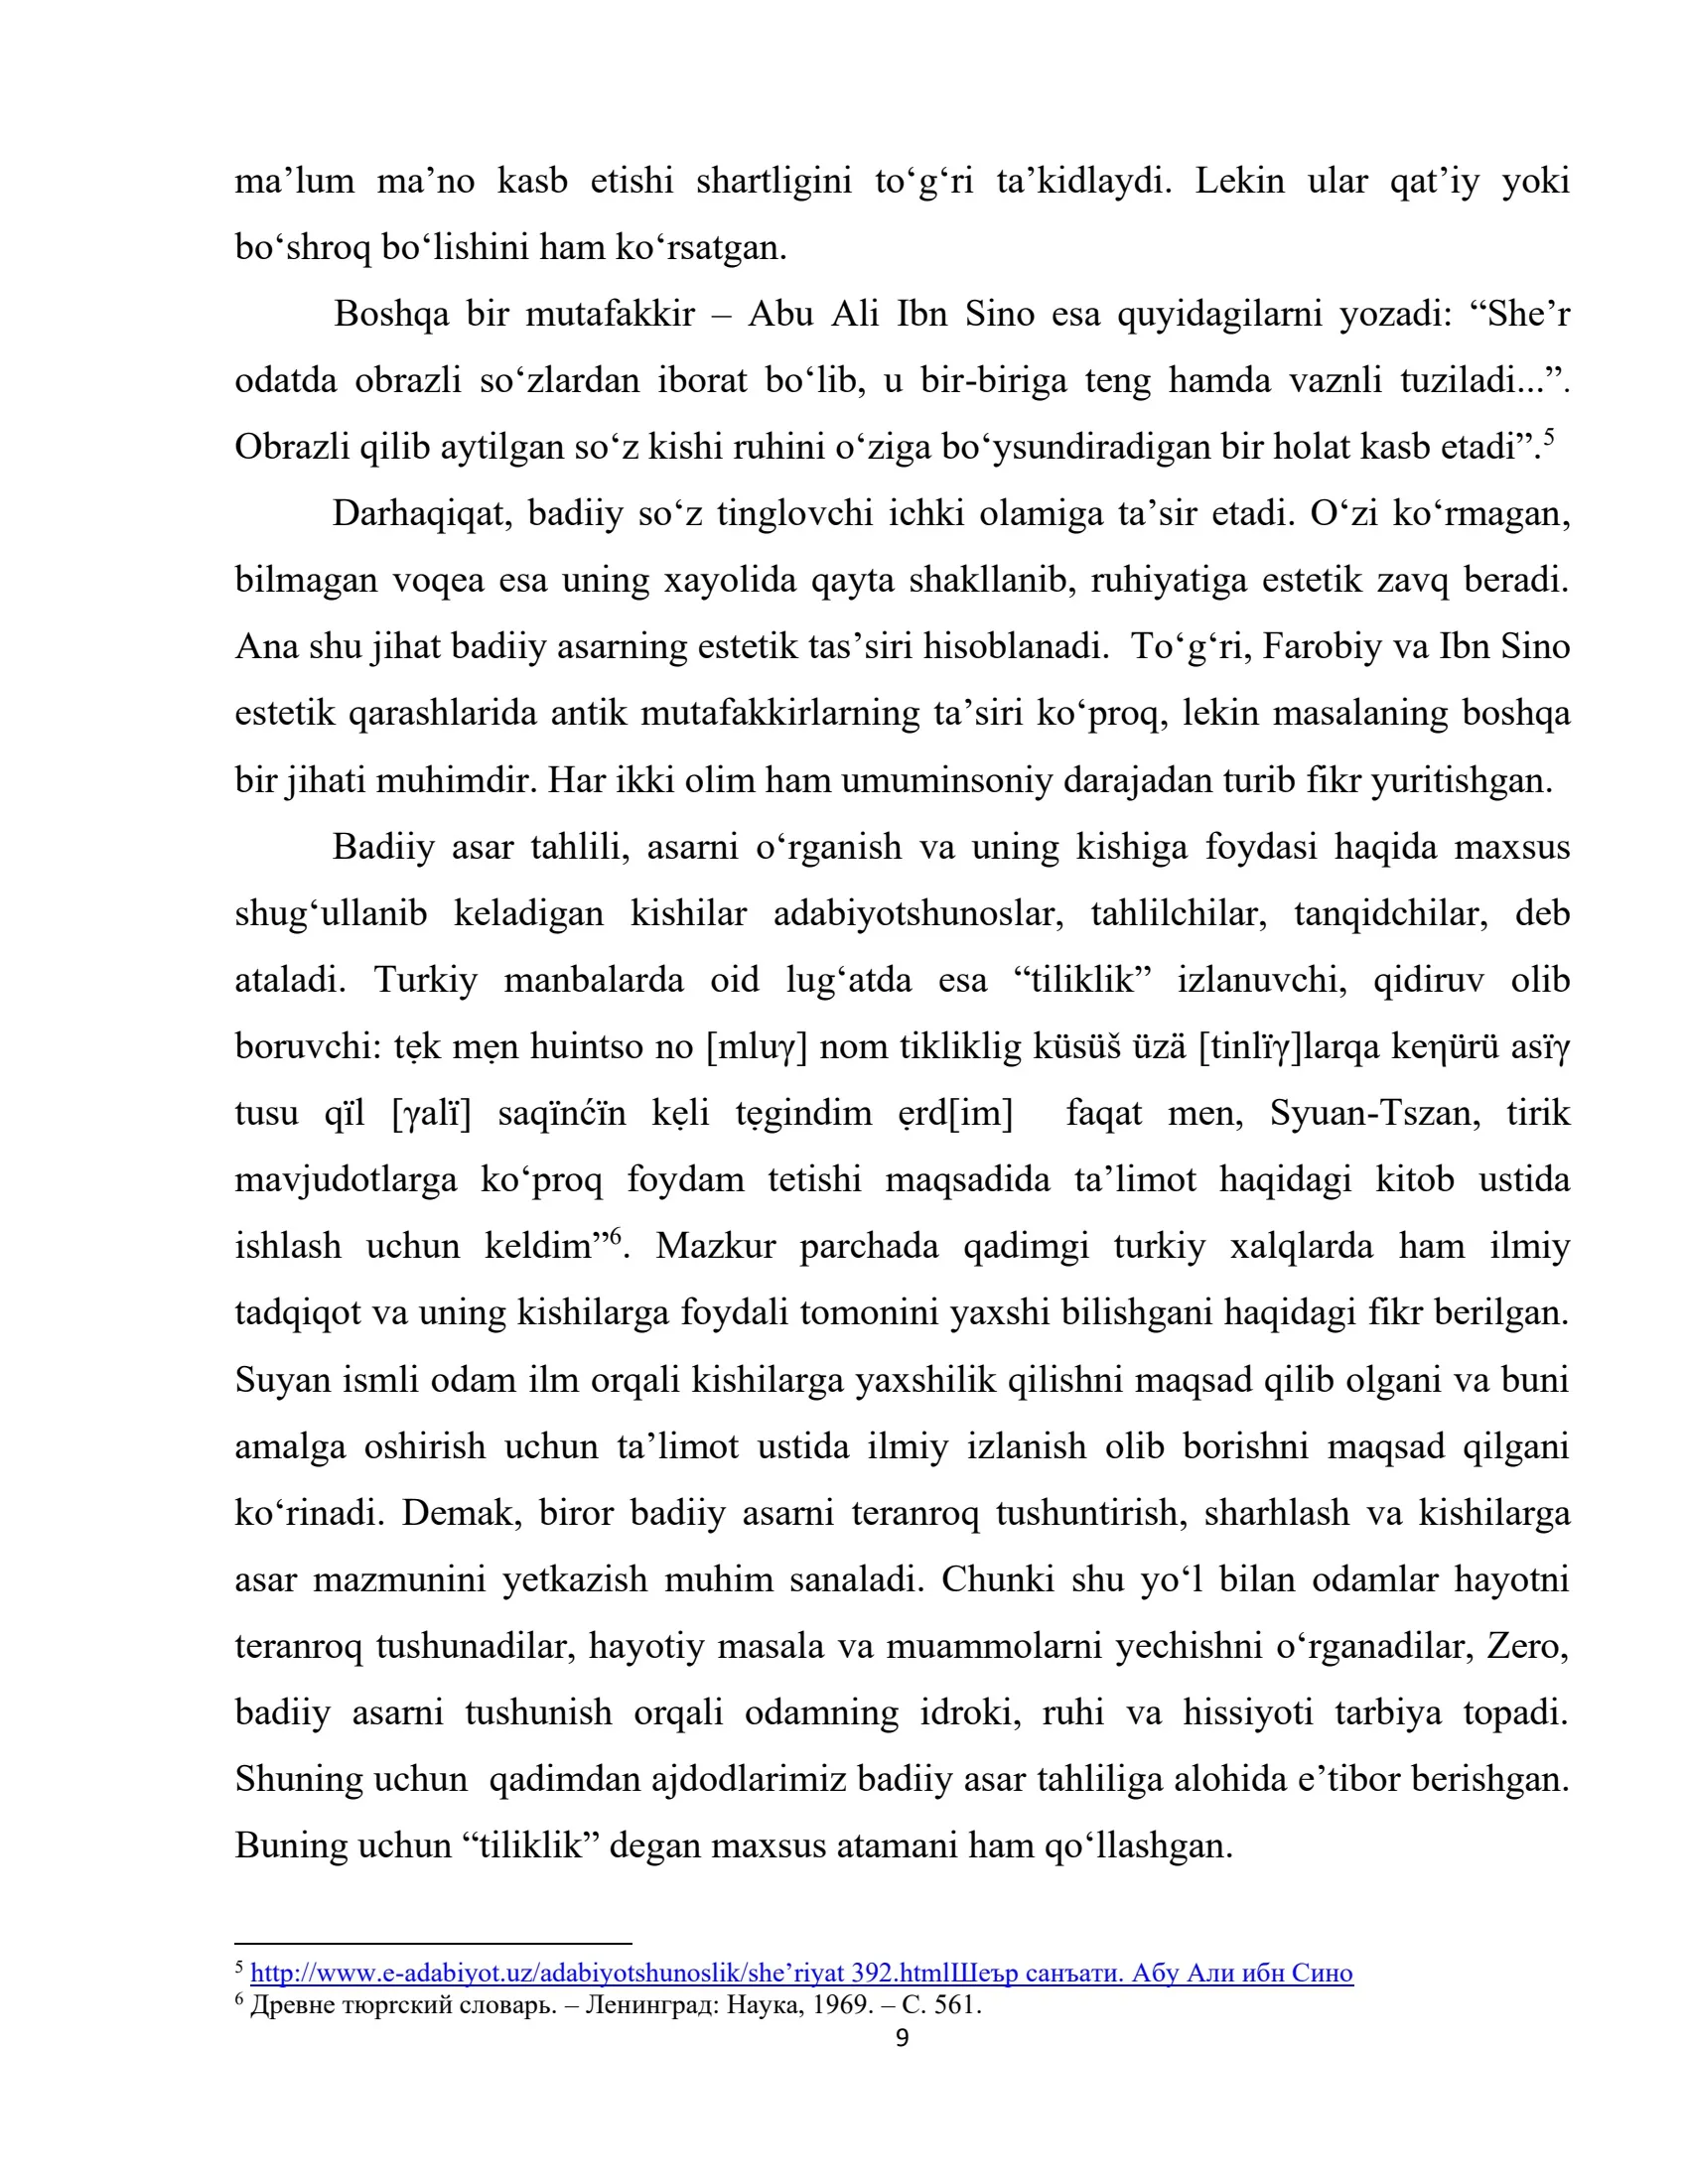 ma’lum ma’no kasb etishi shartligini to‘g‘ri ta’kidlaydi. Lekin ular qat’iy yoki
bo‘shroq bo‘lishini ham ko‘rsatgan.
Boshqa bir mutafakkir – Abu Ali Ibn Sino esa quyidagilarni yozadi: “She’r
odatda obrazli so‘zlardan iborat bo‘lib, u bir-biriga teng hamda vaznli tuziladi...”.
Obrazli qilib aytilgan so‘z kishi ruhini o‘ziga bo‘ysundiradigan bir holat kasb etadi”.⁵
Darhaqiqat, badiiy so‘z tinglovchi ichki olamiga ta’sir etadi. O‘zi ko‘rmagan,
bilmagan voqea esa uning xayolida qayta shakllanib, ruhiyatiga estetik zavq beradi.
Ana shu jihat badiiy asarning estetik tas’siri hisoblanadi. To‘g‘ri, Farobiy va Ibn Sino
estetik qarashlarida antik mutafakkirlarning ta’siri ko‘proq, lekin masalaning boshqa
bir jihati muhimdir. Har ikki olim ham umuminsoniy darajadan turib fikr yuritishgan.
Badiiy asar tahlili, asarni o‘rganish va uning kishiga foydasi haqida maxsus
shug‘ullanib keladigan kishilar adabiyotshunoslar, tahlilchilar, tanqidchilar, deb
ataladi. Turkiy manbalarda oid lug‘atda esa “tiliklik” izlanuvchi, qidiruv olib
boruvchi: tẹk mẹn huintso no [mluγ] nom tikliklig küsüš üzä [tinlïγ]larqa keηürü asïγ
tusu qïl [γalï] saqïnćïn kẹli tẹgindim ẹrd[im] faqat men, Syuan-Tszan, tirik
mavjudotlarga ko‘proq foydam tetishi maqsadida ta’limot haqidagi kitob ustida
ishlash uchun keldim”⁶. Mazkur parchada qadimgi turkiy xalqlarda ham ilmiy
tadqiqot va uning kishilarga foydali tomonini yaxshi bilishgani haqidagi fikr berilgan.
Suyan ismli odam ilm orqali kishilarga yaxshilik qilishni maqsad qilib olgani va buni
amalga oshirish uchun ta’limot ustida ilmiy izlanish olib borishni maqsad qilgani
ko‘rinadi. Demak, biror badiiy asarni teranroq tushuntirish, sharhlash va kishilarga
asar mazmunini yetkazish muhim sanaladi. Chunki shu yo‘l bilan odamlar hayotni
teranroq tushunadilar, hayotiy masala va muammolarni yechishni o‘rganadilar, Zero,
badiiy asarni tushunish orqali odamning idroki, ruhi va hissiyoti tarbiya topadi.
Shuning uchun qadimdan ajdodlarimiz badiiy asar tahliliga alohida e’tibor berishgan.
Buning uchun “tiliklik” degan maxsus atamani ham qo‘llashgan.
⁵ http://www.e-adabiyot.uz/adabiyotshunoslik/she’riyat 392.htmlШеър санъати. Абу Али ибн Сино
⁶ Древне тюрrский словарь. – Ленинград: Наука, 1969. – С. 561.
9